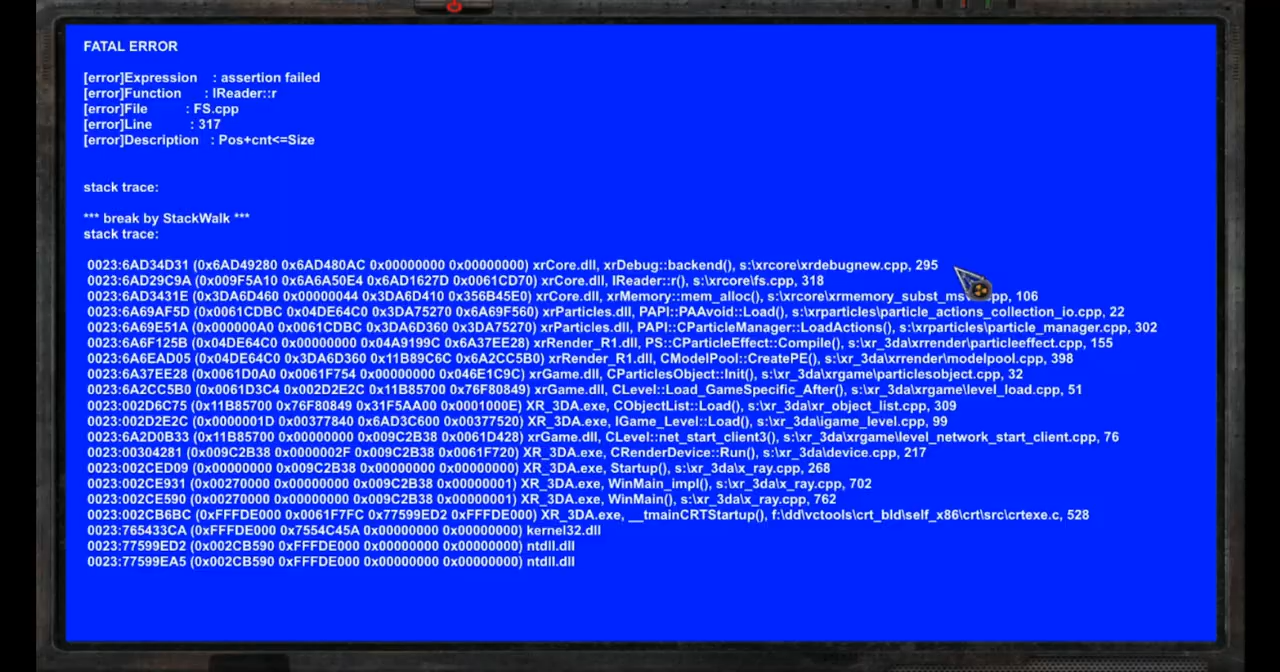 FATAL ERROR
[error]Expression : assertion failed
[error]Function : IReader::r
[error]File : FS.cpp
[error]Line : 317
[error]Description : Pos+cnt<=Size
stack trace:
*** break by StackWalk ***
stack trace:
0023:6AD34D31 (0x6AD49280 0x6AD480AC 0x00000000 0x00000000) xrCore.dll, xrDebug::backend(), s:\xrcore\xrdebugnew.cpp, 295
0023:6AD29C9A (0x009F5A10 0x6A6A50E4 0x6AD1627D 0x0061CD70) xrCore.dll, IReader::r(), s:\xrcore\fs.cpp, 318
0023:6AD3431E (0x3DA6D460 0x00000044 0x3DA6D410 0x356B45E0) xrCore.dll, xrMemory::mem_alloc(), s:\xrcore\xrmemory_subst_ms pp, 106
0023:6A69AF5D (0x0061CDBC 0x04DE64C0 0x3DA75270 0x6A69F560) xrParticles.dll, PAPI::PAAvoid::Load(), s:\xrparticles\particle_actions_collection_io.cpp, 22
0023:6A69E51A (0x000000A0 0x0061CDBC 0x3DA6D360 0x3DA75270) xrParticles.dll, PAPI::CParticleManager::LoadActions(), s:\xrparticles\particle_manager.cpp, 302
0023:6A6F125B (0x04DE64C0 0x00000000 0x04A9199C 0x6A37EE28) xrRender_R1.dll, PS::CParticleEffect::Compile(), s:\xr_3da\xrrender\particleeffect.cpp, 155
0023:6A6EAD05 (0x04DE64C0 0x3DA6D360 0x11B89C6C 0x6A2CC5B0) xrRender_R1.dll, CModelPool::CreatePE(), s:\xr_3da\xrrender\modelpool.cpp, 398
0023:6A37EE28 (0x0061D0A0 0x0061F754 0x00000000 0x046E1C9C) xrGame.dll, CParticlesObject::Init(), s:\xr_3da\xrgame\particlesobject.cpp, 32
0023:6A2CC5B0 (0x0061D3C4 0x002D2E2C 0x11B85700 0x76F80849) xrGame.dll, CLevel::Load_GameSpecific_After(), s:\xr_3da\xrgame\level_load.cpp, 51
0023:002D6C75 (0x11B85700 0x76F80849 0x31F5AA00 0x0001000E) XR_3DA.exe, CObjectList::Load(), s:\xr_3da\xr_object_list.cpp, 309
0023:002D2E2C (0x0000001D 0x00377840 0x6AD3C600 0x00377520) XR_3DA.exe, IGame_Level::Load(), s:\xr_3da\igame_level.cpp, 99
0023:6A2D0B33 (0x11B85700 0x00000000 0x009C2B38 0x0061D428) xrGame.dll, CLevel::net_start_client3(), s:\xr_3da\xrgame\level_network_start_client.cpp, 76
0023:00304281 (0x009C2B38 0x0000002F 0x009C2B38 0x0061F720) XR_3DA.exe, CRenderDevice::Run(), s:\xr_3da\device.cpp, 217
0023:002CED09 (0x00000000 0x009C2B38 0x00000000 0x00000000) XR_3DA.exe, Startup(), s:\xr_3da\x_ray.cpp, 268
0023:002CE931 (0x00270000 0x00000000 0x009C2B38 0x00000001) XR_3DA.exe, WinMain_impl(), s:\xr_3da\x_ray.cpp, 702
0023:002CE590 (0x00270000 0x00000000 0x009C2B38 0x00000001) XR_3DA.exe, WinMain(), s:\xr_3da\x_ray.cpp, 762
0023:002CB6BC (0xFFFDE000 0x0061F7FC 0x77599ED2 0xFFFDE000) XR_3DA.exe, __tmainCRTStartup(), f:\dd\vctools\crt_bld\self_x86\crt\src\crtexe.c, 528
0023:765433CA (0xFFFDE000 0x7554C45A 0x00000000 0x00000000) kernel32.dll
0023:77599ED2 (0x002CB590 0xFFFDE000 0x00000000 0x00000000) ntdll.dll
0023:77599EA5 (0x002CB590 0xFFFDE000 0x00000000 0x00000000) ntdll.dll